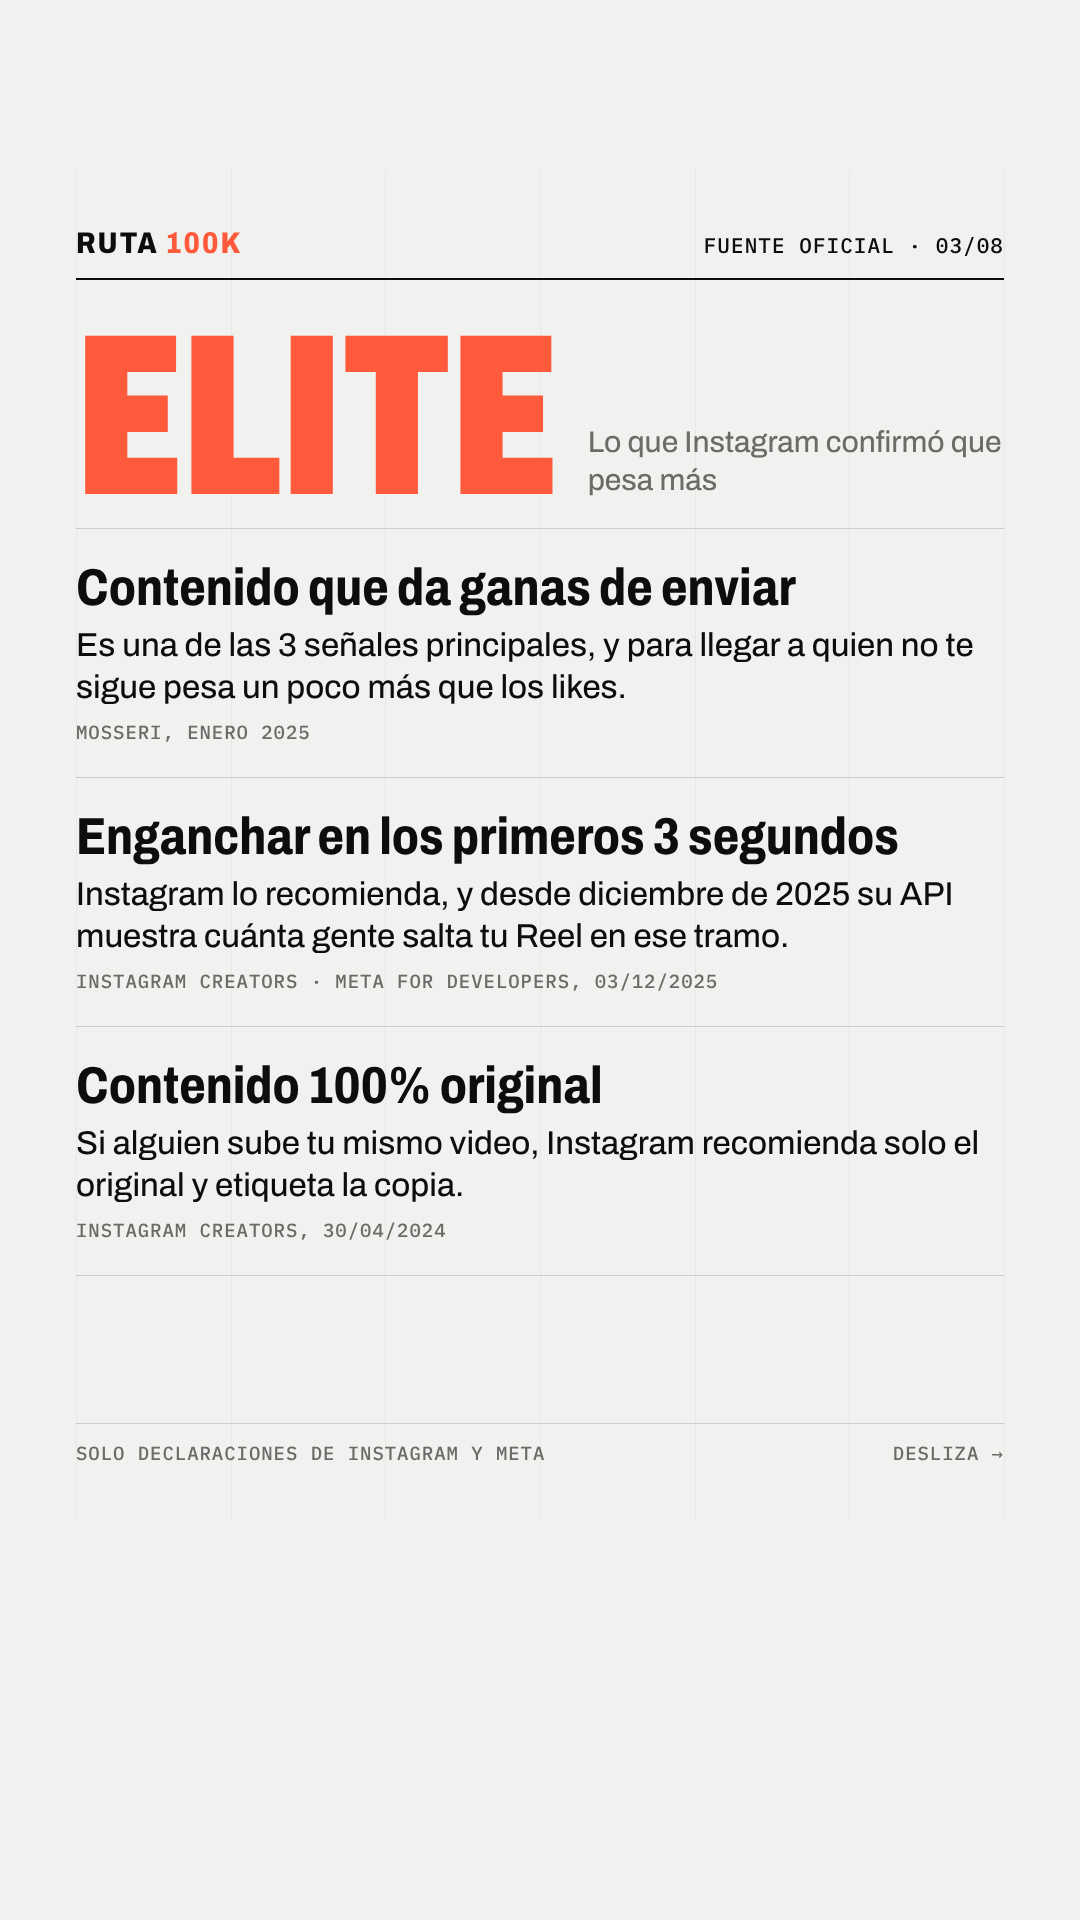 RUTA 100K
FUENTE OFICIAL · 03/08
ELITE
Lo que Instagram confirmó que
pesa más
Contenido que da ganas de enviar
Es una de las 3 señales principales, y para llegar a quien no te
sigue pesa un poco más que los likes.
MOSSERI, ENERO 2025
Enganchar en los primeros 3 segundos
Instagram lo recomienda, y desde diciembre de 2025 su API
muestra cuánta gente salta tu Reel en ese tramo.
INSTAGRAM CREATORS · META FOR DEVELOPERS, 03/12/2025
Contenido 100% original
Si alguien sube tu mismo video, Instagram recomienda solo el
original y etiqueta la copia.
INSTAGRAM CREATORS, 30/04/2024
SOLO DECLARACIONES DE INSTAGRAM Y META
DESLIZA →